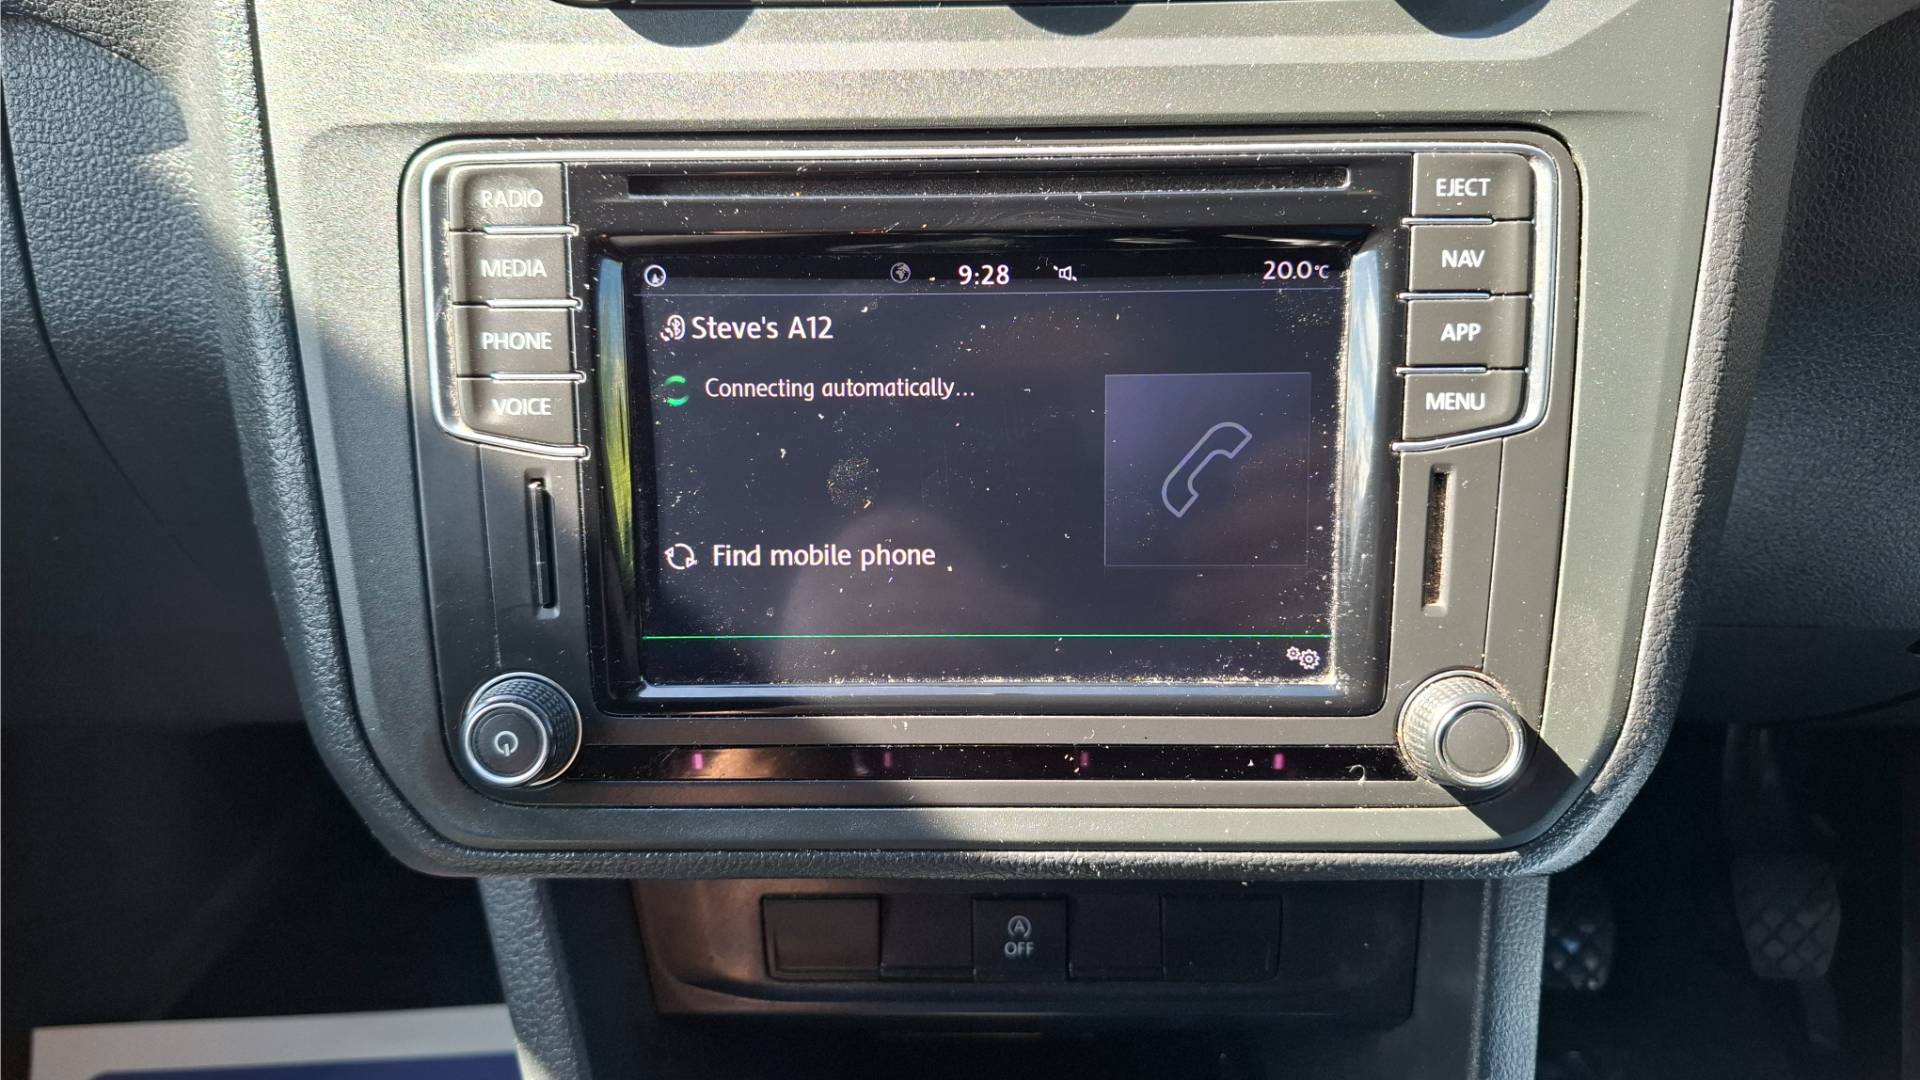 RADIO
MEDIA
PHONE
VOICE
EJECT
NAV
APP
MENU
9:28
20.0°C
Steve's A12
Connecting automatically...
Find mobile phone
A
OFF